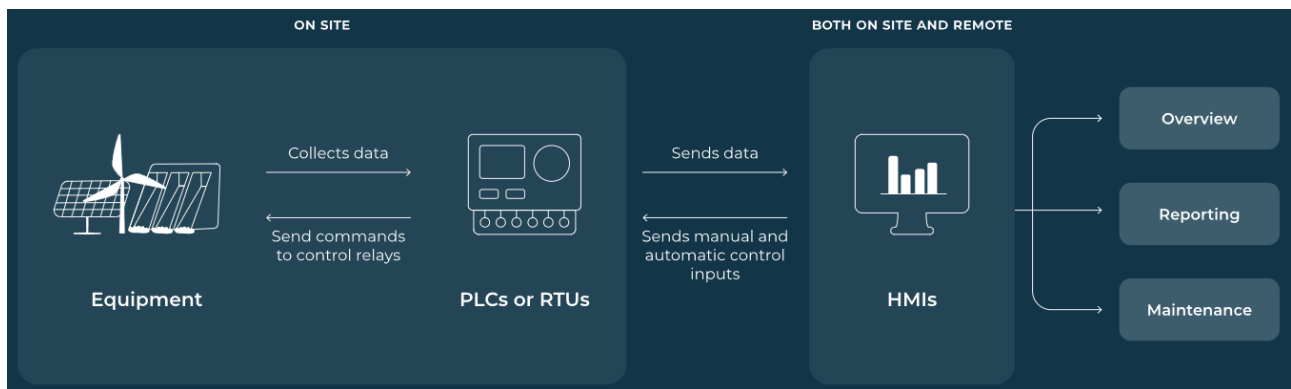 ON SITE
BOTH ON SITE AND REMOTE
Collects data
Send commands
to control relays
Equipment
PLCs or RTUs
Sends data
Sends manual and
automatic control
inputs
HMIs
Overview
Reporting
Maintenance